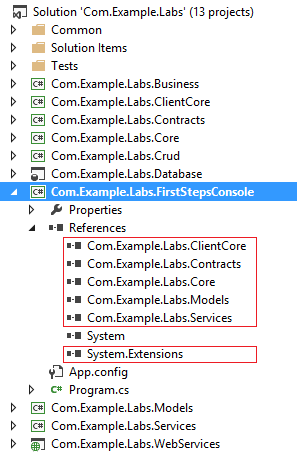 Solution 'Com.Example.Labs' (13 projects)
Common
Solution Items
Tests
C# Com.Example.Labs.Business
C# Com.Example.Labs.ClientCore
C# Com.Example.Labs.Contracts
C# Com.Example.Labs.Core
C# Com.Example.Labs.Crud
Com.Example.Labs.Database
C# Com.Example.Labs.FirstStepsConsole
Properties
References
Com.Example.Labs.ClientCore
Com.Example.Labs.Contracts
Com.Example.Labs.Core
Com.Example.Labs.Models
Com.Example.Labs.Services
System
System.Extensions
App.config
C# Program.cs
C# Com.Example.Labs.Models
C# Com.Example.Labs.Services
Com.Example.Labs.WebServices